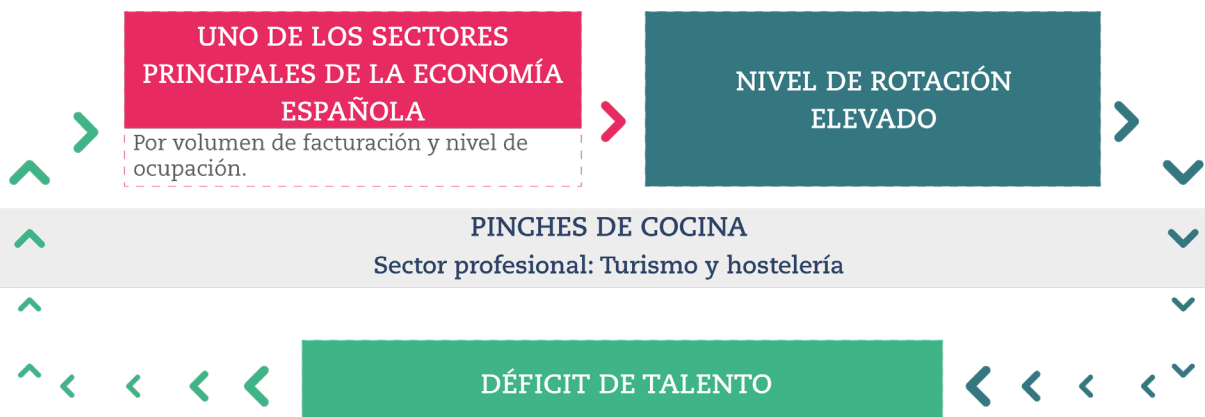 UNO DE LOS SECTORES
PRINCIPALES DE LA ECONOMÍA
ESPAÑOLA
Por volumen de facturación y nivel de
ocupación.
NIVEL DE ROTACIÓN
ELEVADO
PINCHES DE COCINA
Sector profesional: Turismo y hostelería
DÉFICIT DE TALENTO